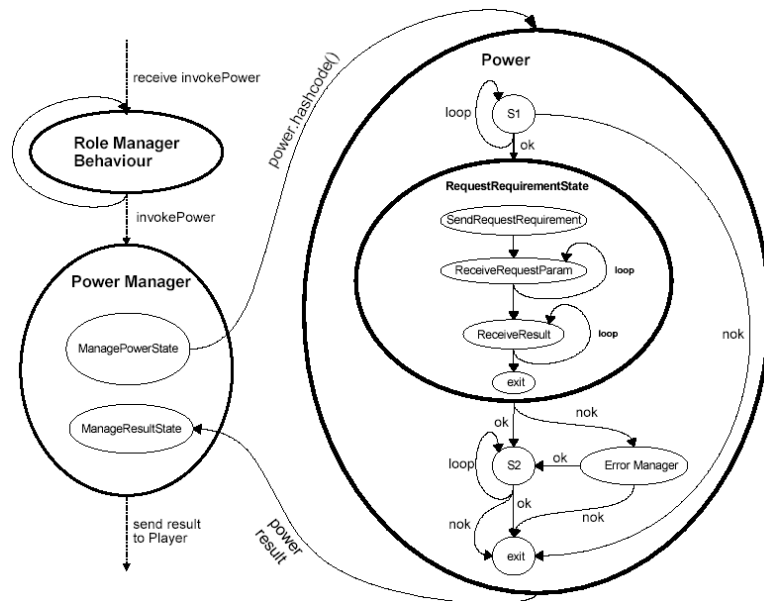 receive invokePower
Role Manager
Behaviour
invokePower
Power Manager
ManagePowerState
ManageResultState
send result
to Player
power.hashcode()
power
result
Power
loop
S1
ok
RequestRequirementState
SendRequestRequirement
ReceiveRequestParam
loop
ReceiveResult
loop
exit
nok
ok
nok
loop
S2
ok
Error Manager
ok
nok
nok
exit